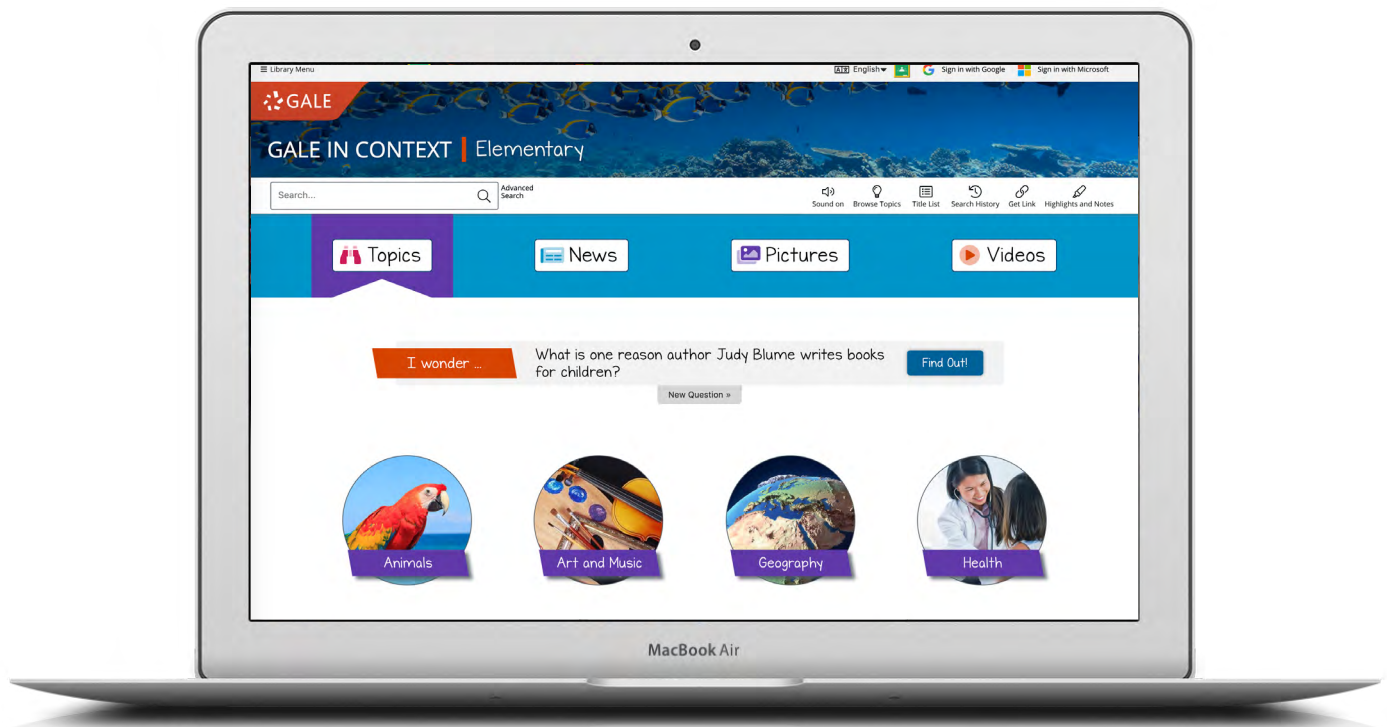 Library Menu
English
Sign in with Google
Sign in with Microsoft
GALE
GALE IN CONTEXT | Elementary
Search...
Advanced
Search
Sound on
Browse Topics
Title List
Search History
Get Link
Highlights and Notes
Topics
News
Pictures
Videos
I wonder ...
What is one reason author Judy Blume writes books
for children?
Find Out!
New Question »
Animals
Art and Music
Geography
Health
MacBook Air